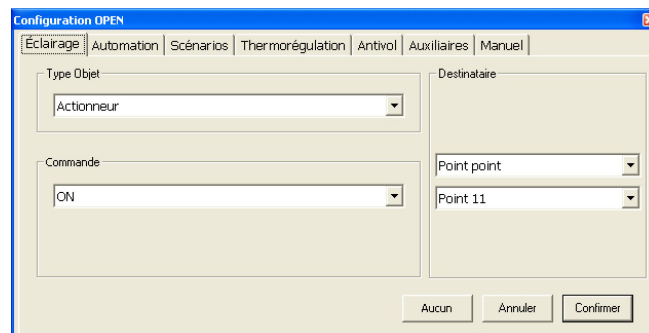 Configuration OPEN
Éclairage Automation Scénarios Thermorégulation Antivol Auxiliaires Manuel
Type Objet
Actionneur
Commande
ON
Destinataire
Point point
Point 11
Aucun Annuler Confirmer